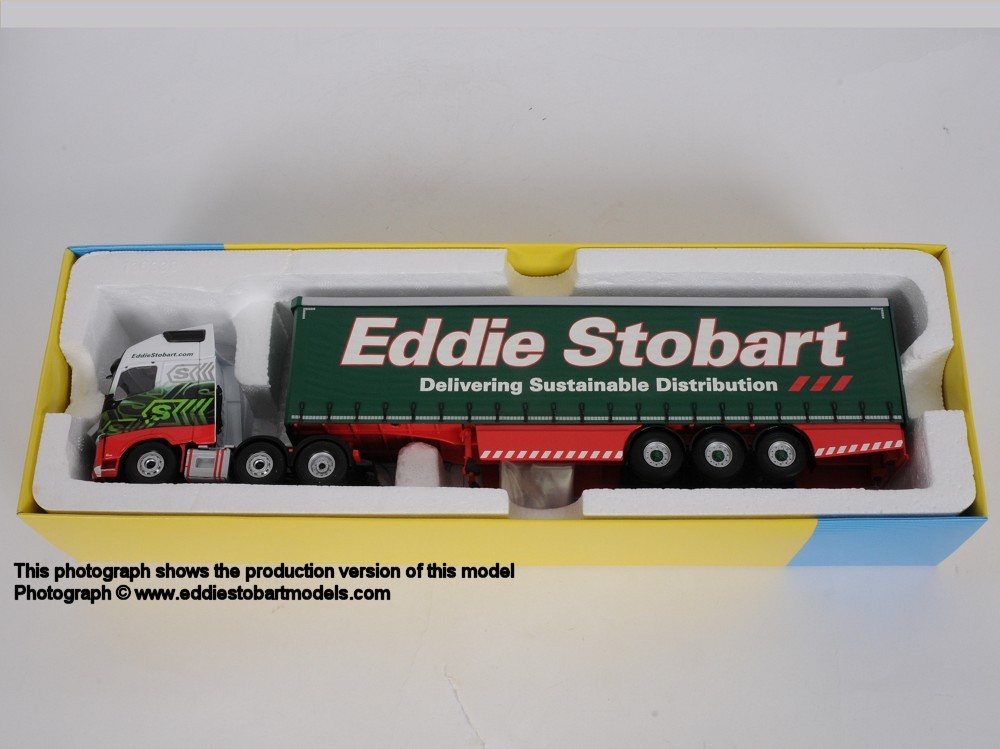 Eddie Stobart
Delivering Sustainable Distribution
EddieStobart.com
S
S
This photograph shows the production version of this model
Photograph © www.eddiestobartmodels.com